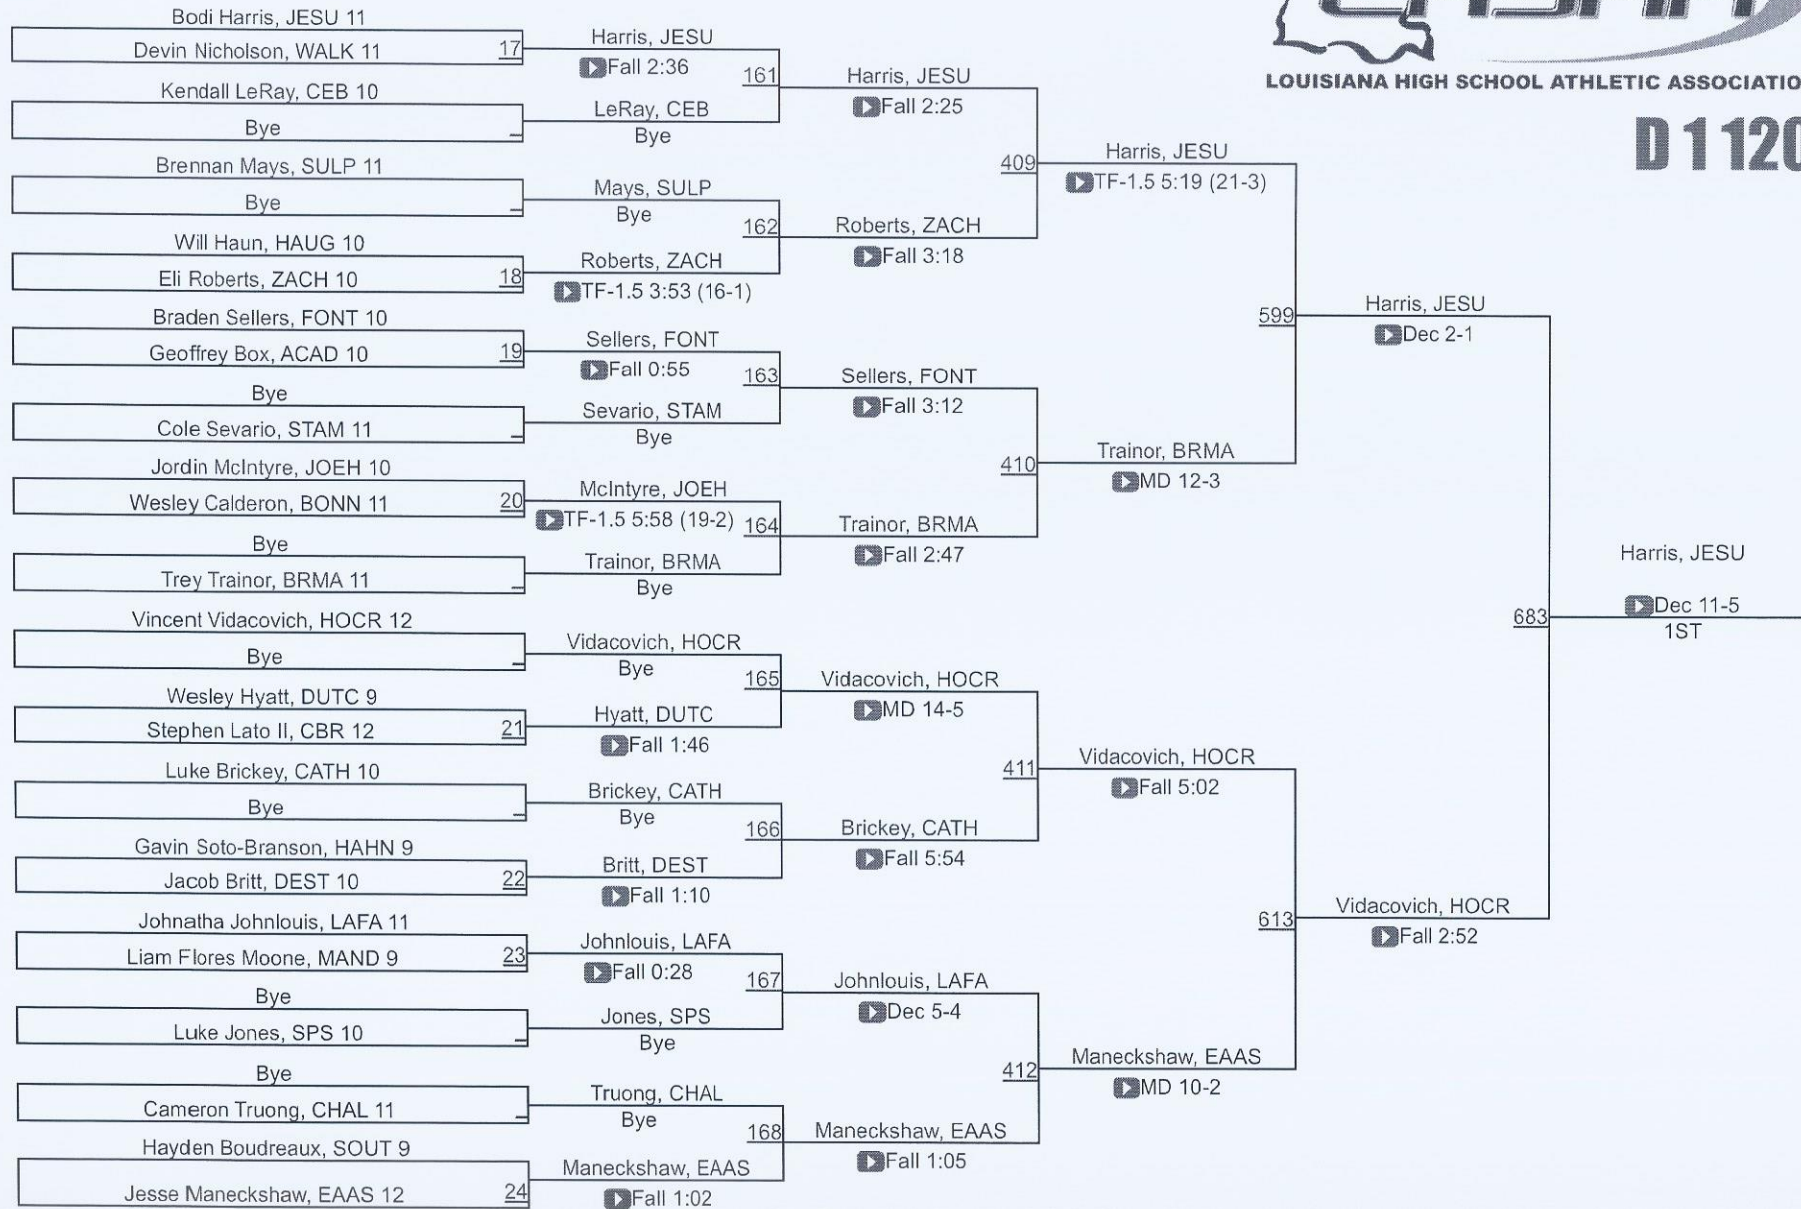 LOUISIANA HIGH SCHOOL ATHLETIC ASSOCIATIO
D 1 120
Bodi Harris, JESU 11
Devin Nicholson, WALK 11 17
Kendall LeRay, CEB 10
Bye
Brennan Mays, SULP 11
Bye
Will Haun, HAUG 10
Eli Roberts, ZACH 10 18
Braden Sellers, FONT 10
Geoffrey Box, ACAD 10 19
Bye
Cole Sevario, STAM 11
Jordin McIntyre, JOEH 10
Wesley Calderon, BONN 11 20
Bye
Trey Trainor, BRMA 11
Vincent Vidacovich, HOCR 12
Bye
Wesley Hyatt, DUTC 9
Stephen Lato II, CBR 12 21
Luke Brickey, CATH 10
Bye
Gavin Soto-Branson, HAHN 9
Jacob Britt, DEST 10 22
Johnatha Johnlouis, LAFA 11
Liam Flores Moone, MAND 9 23
Bye
Luke Jones, SPS 10
Bye
Cameron Truong, CHAL 11
Hayden Boudreaux, SOUT 9
Jesse Maneckshaw, EAAS 12 24
Harris, JESU
Fall 2:36
161
LeRay, CEB
Bye
Mays, SULP
Bye
162
Roberts, ZACH
TF-1.5 3:53 (16-1)
Sellers, FONT
Fall 0:55
163
Sevario, STAM
Bye
McIntyre, JOEH
TF-1.5 5:58 (19-2)
164
Trainor, BRMA
Bye
Vidacovich, HOCR
Bye
165
Hyatt, DUTC
Fall 1:46
Brickey, CATH
Bye
166
Britt, DEST
Fall 1:10
Johnlouis, LAFA
Fall 0:28
167
Jones, SPS
Bye
Truong, CHAL
Bye
168
Maneckshaw, EAAS
Fall 1:02
Harris, JESU
Fall 2:25
409
Roberts, ZACH
Fall 3:18
Sellers, FONT
Fall 3:12
410
Trainor, BRMA
Fall 2:47
Vidacovich, HOCR
MD 14-5
411
Brickey, CATH
Fall 5:54
Johnlouis, LAFA
Dec 5-4
412
Maneckshaw, EAAS
Fall 1:05
Harris, JESU
TF-1.5 5:19 (21-3)
599
Trainor, BRMA
MD 12-3
Vidacovich, HOCR
Fall 5:02
613
Maneckshaw, EAAS
MD 10-2
Harris, JESU
Dec 2-1
683
Vidacovich, HOCR
Fall 2:52
Harris, JESU
Dec 11-5
1ST